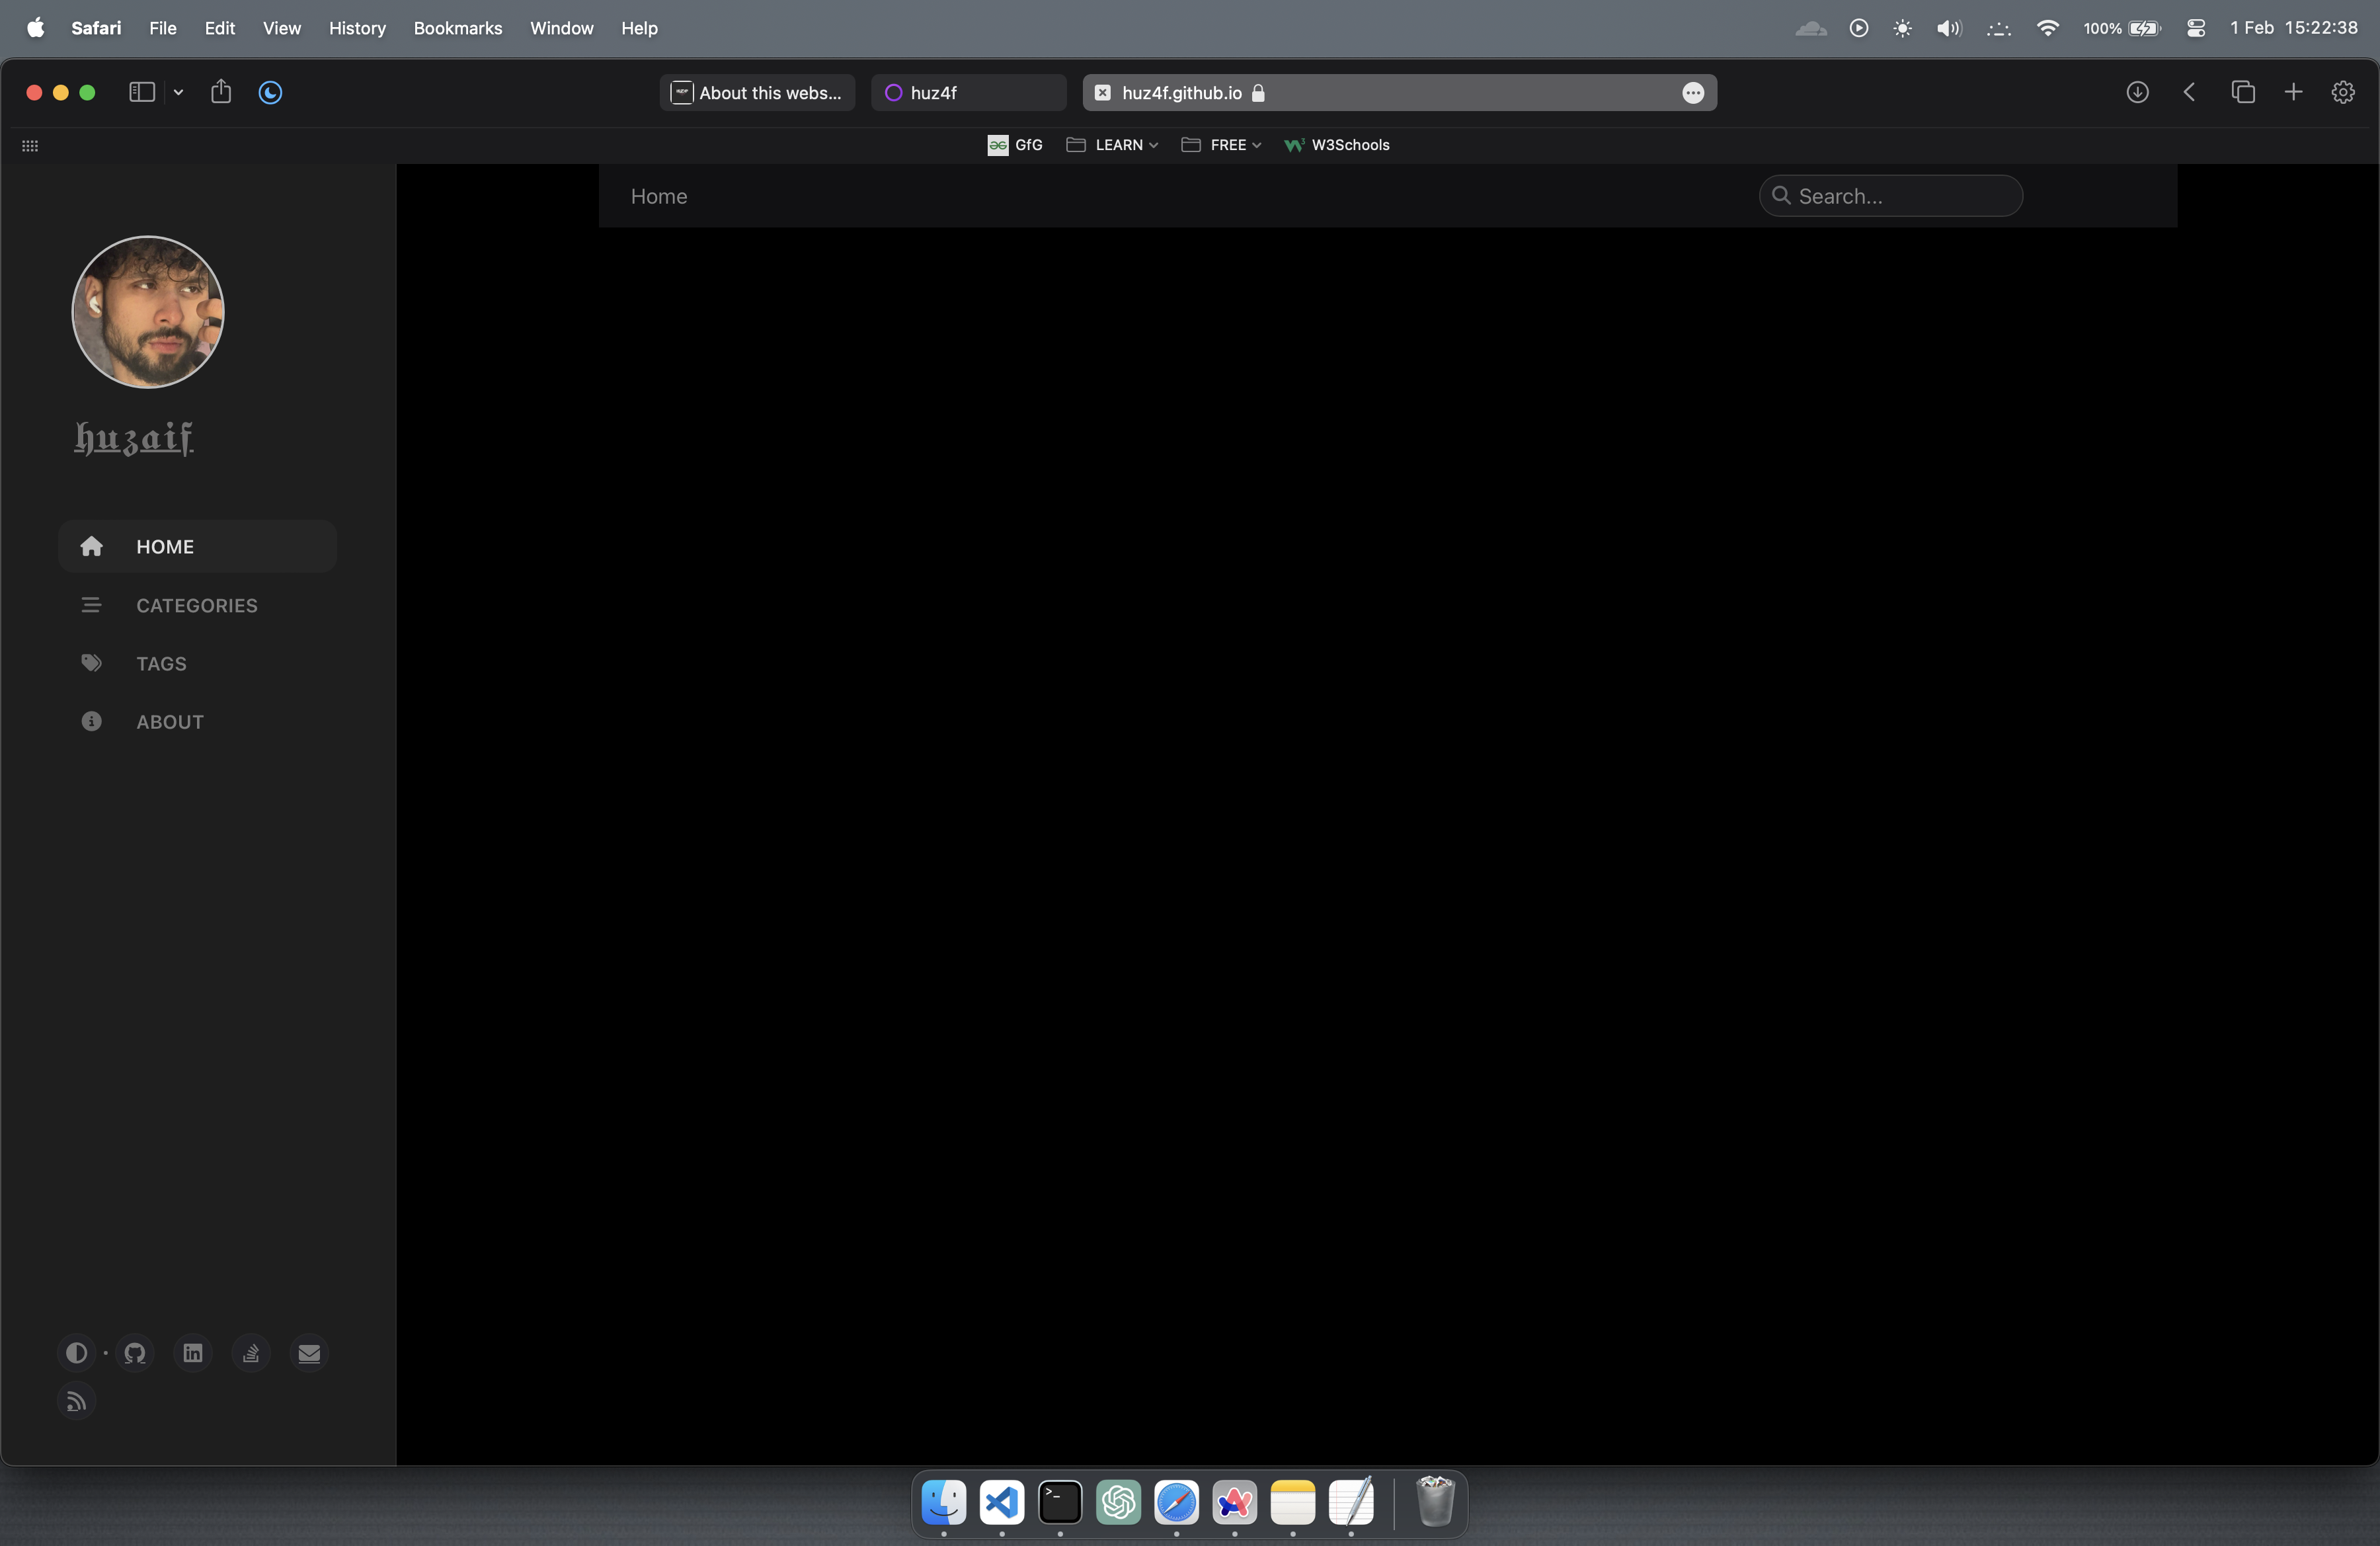 Safari File Edit View History Bookmarks Window Help 100% 1 Feb 15:22:38
About this webs... huz4f huz4f.github.io
GfG LEARN FREE W3Schools
Home Search...
𝖍𝖚𝖟𝖆𝖎𝖋
HOME
CATEGORIES
TAGS
ABOUT